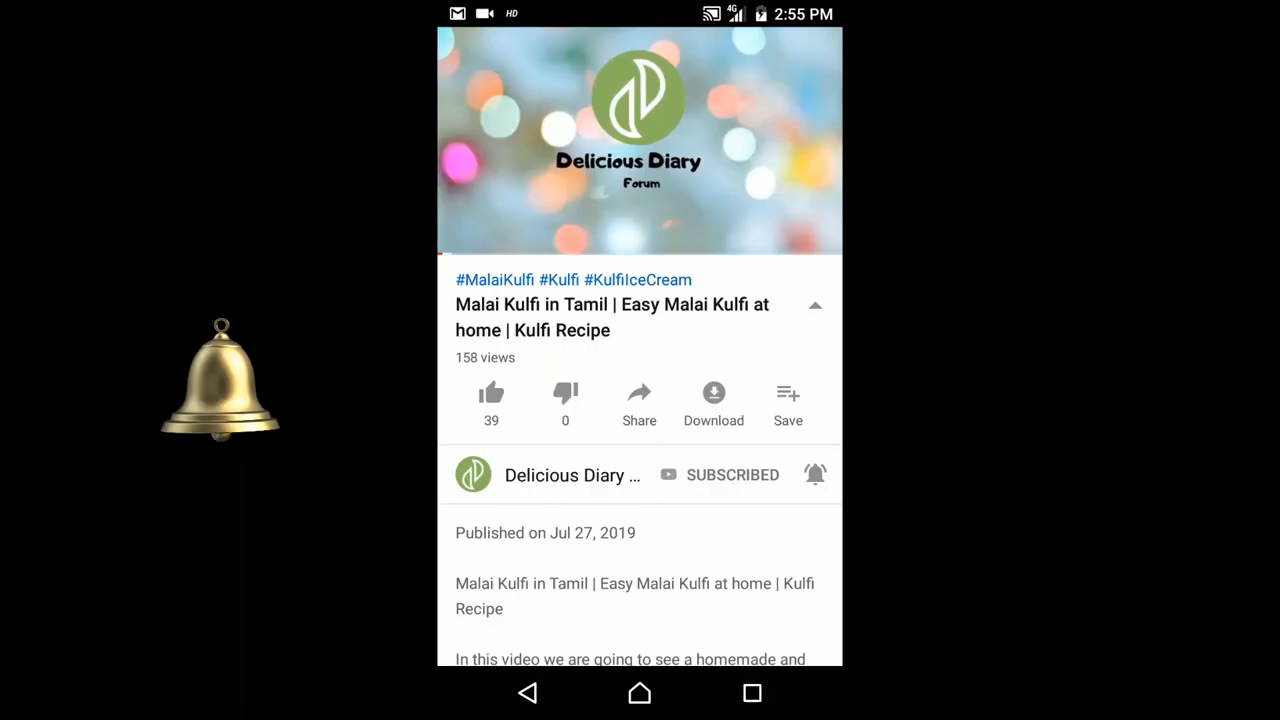 HD 4G 2:55 PM
Delicious Diary
Forum
#MalaiKulfi #Kulfi #KulfiIceCream
Malai Kulfi in Tamil | Easy Malai Kulfi at
home | Kulfi Recipe
158 views
39 0 Share Download Save
Delicious Diary ... SUBSCRIBED
Published on Jul 27, 2019
Malai Kulfi in Tamil | Easy Malai Kulfi at home | Kulfi
Recipe
In this video we are going to see a homemade and